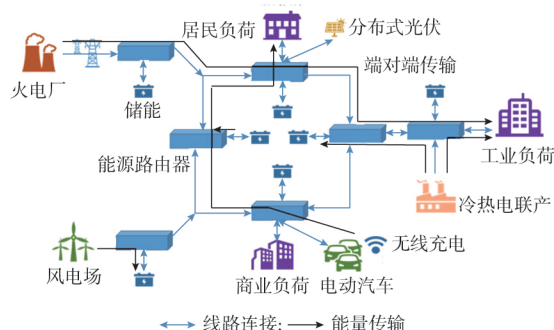 居民负荷
分布式光伏
端对端传输
火电厂
储能
能源路由器
工业负荷
冷热电联产
无线充电
风电场
商业负荷
电动汽车
线路连接;
能量传输